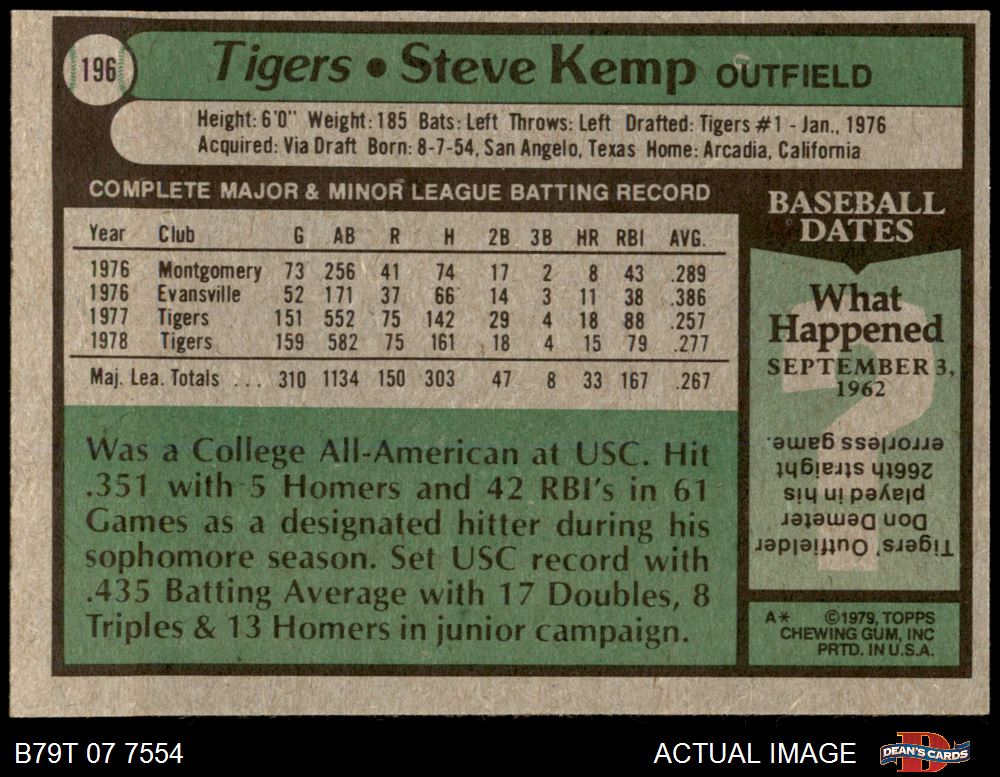 196
Tigers • Steve Kemp OUTFIELD
Height: 6'0" Weight: 185 Bats: Left Throws: Left Drafted: Tigers #1 - Jan., 1976
Acquired: Via Draft Born: 8-7-54, San Angelo, Texas Home: Arcadia, California
COMPLETE MAJOR & MINOR LEAGUE BATTING RECORD
Year Club G AB R H 2B 3B HR RBI AVG.
1976 Montgomery 73 256 41 74 17 2 8 43 .289
1976 Evansville 52 171 37 66 14 3 11 38 .386
1977 Tigers 151 552 75 142 29 4 18 88 .257
1978 Tigers 159 582 75 161 18 4 15 79 .277
Maj. Lea. Totals ... 310 1134 150 303 47 8 33 167 .267
Was a College All-American at USC. Hit
.351 with 5 Homers and 42 RBI's in 61
Games as a designated hitter during his
sophomore season. Set USC record with
.435 Batting Average with 17 Doubles, 8
Triples & 13 Homers in junior campaign.
BASEBALL
DATES
What
Happened
SEPTEMBER 3,
1962
Tigers' Outfielder
Don Demeter
played in his
266th straight
errorless game.
A* ©1979, TOPPS
CHEWING GUM, INC
PRTD. IN U.S.A.
B79T 07 7554
ACTUAL IMAGE
DEAN'S CARDS